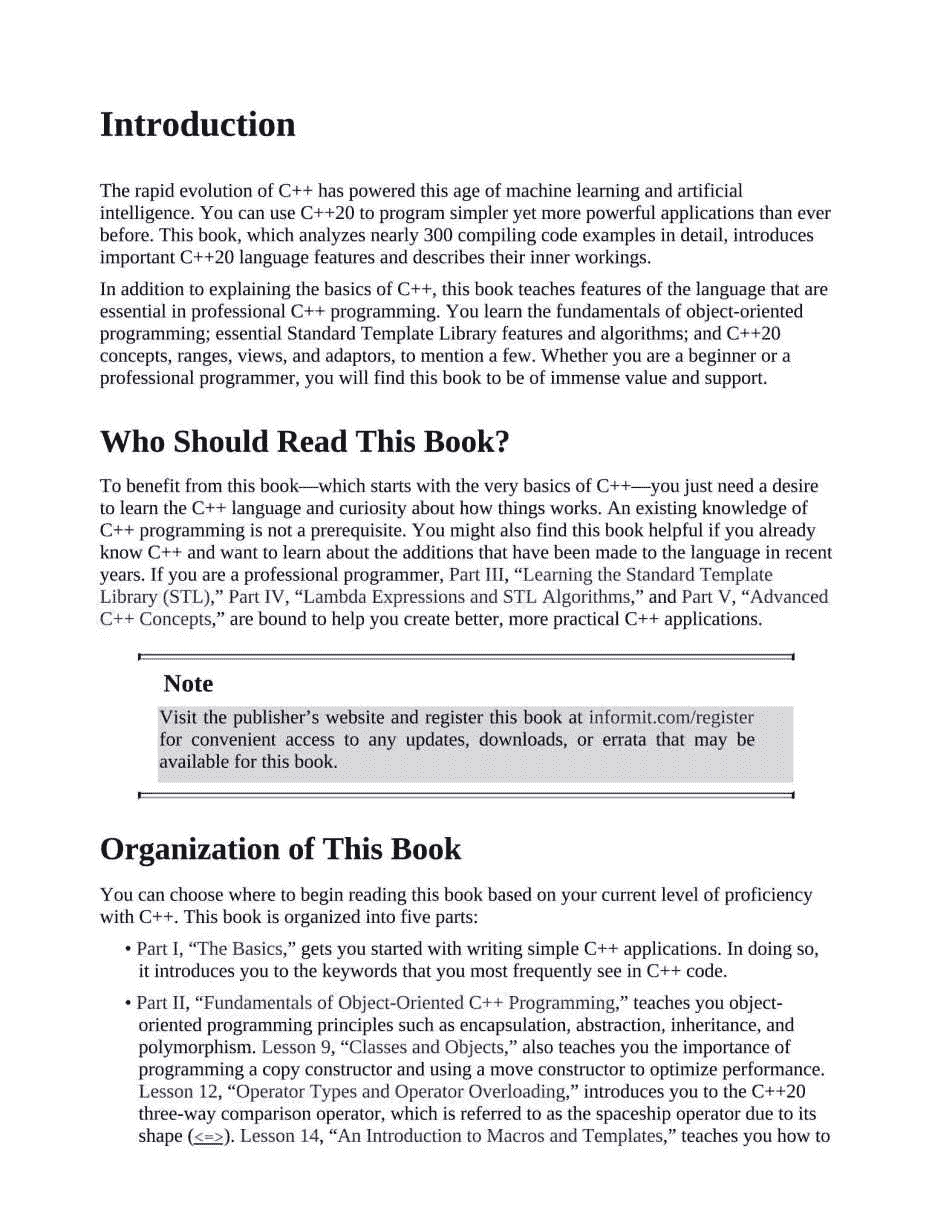 Introduction
The rapid evolution of C++ has powered this age of machine learning and artificial
intelligence. You can use C++20 to program simpler yet more powerful applications than ever
before. This book, which analyzes nearly 300 compiling code examples in detail, introduces
important C++20 language features and describes their inner workings.
In addition to explaining the basics of C++, this book teaches features of the language that are
essential in professional C++ programming. You learn the fundamentals of object-oriented
programming; essential Standard Template Library features and algorithms; and C++20
concepts, ranges, views, and adaptors, to mention a few. Whether you are a beginner or a
professional programmer, you will find this book to be of immense value and support.
Who Should Read This Book?
To benefit from this book—which starts with the very basics of C++—you just need a desire
to learn the C++ language and curiosity about how things works. An existing knowledge of
C++ programming is not a prerequisite. You might also find this book helpful if you already
know C++ and want to learn about the additions that have been made to the language in recent
years. If you are a professional programmer, Part III, “Learning the Standard Template
Library (STL),” Part IV, “Lambda Expressions and STL Algorithms,” and Part V, “Advanced
C++ Concepts,” are bound to help you create better, more practical C++ applications.
Note
Visit the publisher’s website and register this book at informit.com/register
for convenient access to any updates, downloads, or errata that may be
available for this book.
Organization of This Book
You can choose where to begin reading this book based on your current level of proficiency
with C++. This book is organized into five parts:
• Part I, “The Basics,” gets you started with writing simple C++ applications. In doing so,
it introduces you to the keywords that you most frequently see in C++ code.
• Part II, “Fundamentals of Object-Oriented C++ Programming,” teaches you object-
oriented programming principles such as encapsulation, abstraction, inheritance, and
polymorphism. Lesson 9, “Classes and Objects,” also teaches you the importance of
programming a copy constructor and using a move constructor to optimize performance.
Lesson 12, “Operator Types and Operator Overloading,” introduces you to the C++20
three-way comparison operator, which is referred to as the spaceship operator due to its
shape (<=>). Lesson 14, “An Introduction to Macros and Templates,” teaches you how to